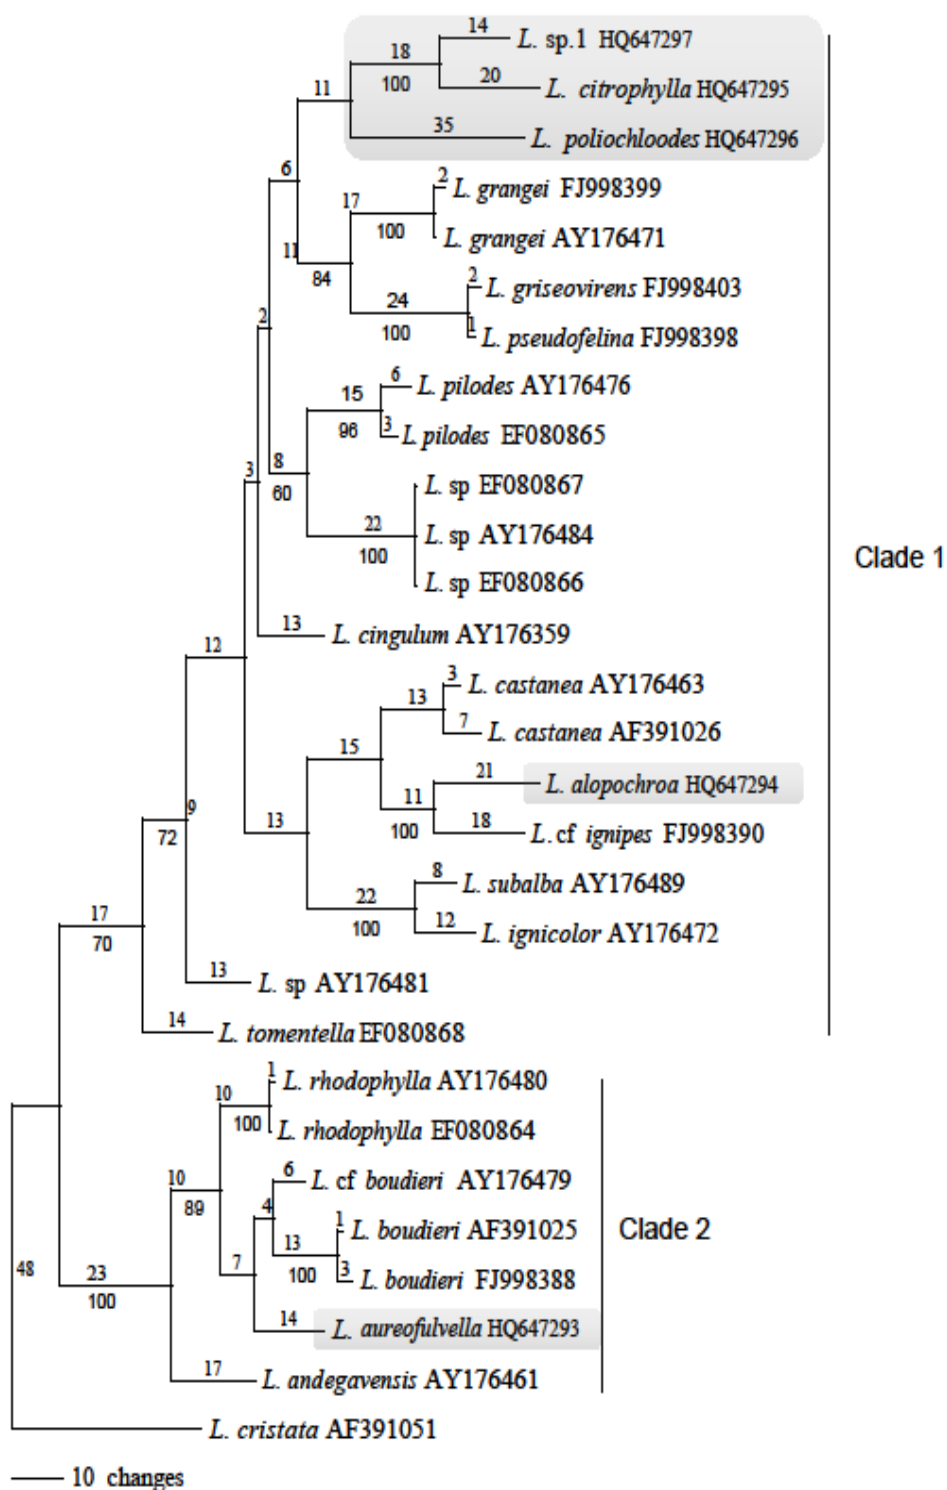 14
L. sp.1 HQ647297
18
100
20
L. citrophylla HQ647295
11
35
L. poliochloodes HQ647296
6
2
L. grangei FJ998399
17
100
L. grangei AY176471
11
84
2
L. griseovirens FJ998403
24
100
1
L. pseudofelina FJ998398
2
6
L. pilodes AY176476
15
96
3
L. pilodes EF080865
3
8
60
L. sp EF080867
22
100
L. sp AY176484
L. sp EF080866
Clade 1
13
L. cingulum AY176359
12
3
L. castanea AY176463
13
7
L. castanea AF391026
15
21
L. alopochroa HQ647294
11
100
18
L. cf ignipes FJ998390
9
72
13
8
L. subalba AY176489
22
100
12
L. ignicolor AY176472
17
70
13
L. sp AY176481
14
L. tomentella EF080868
1
L. rhodophylla AY176480
10
100
L. rhodophylla EF080864
10
89
6
L. cf boudieri AY176479
4
1
L. boudieri AF391025
Clade 2
13
100
7
3
L. boudieri FJ998388
48
23
100
14
L. aureofulvella HQ647293
17
L. andegavensis AY176461
L. cristata AF391051
10 changes